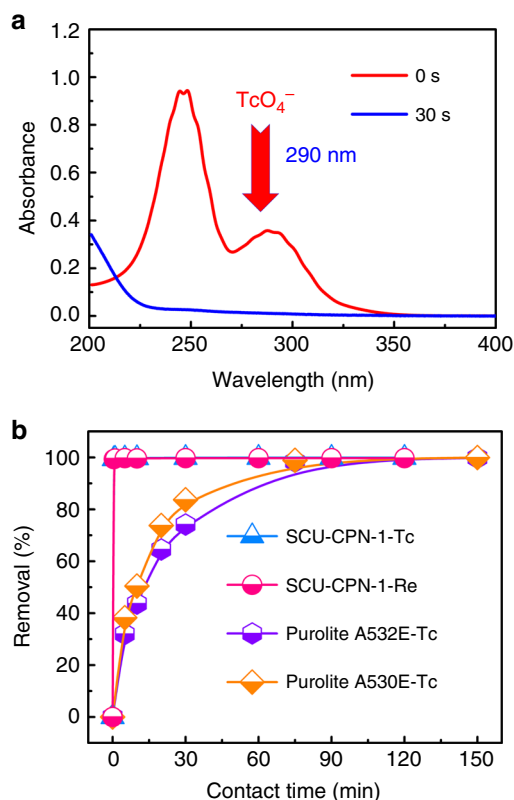 a
1.2
1.0
0.8
0.6
0.4
0.2
0.0
Absorbance
TcO₄⁻
290 nm
0 s
30 s
200 250 300 350 400
Wavelength (nm)
b
100
80
60
40
20
0
Removal (%)
SCU-CPN-1-Tc
SCU-CPN-1-Re
Purolite A532E-Tc
Purolite A530E-Tc
0 30 60 90 120 150
Contact time (min)